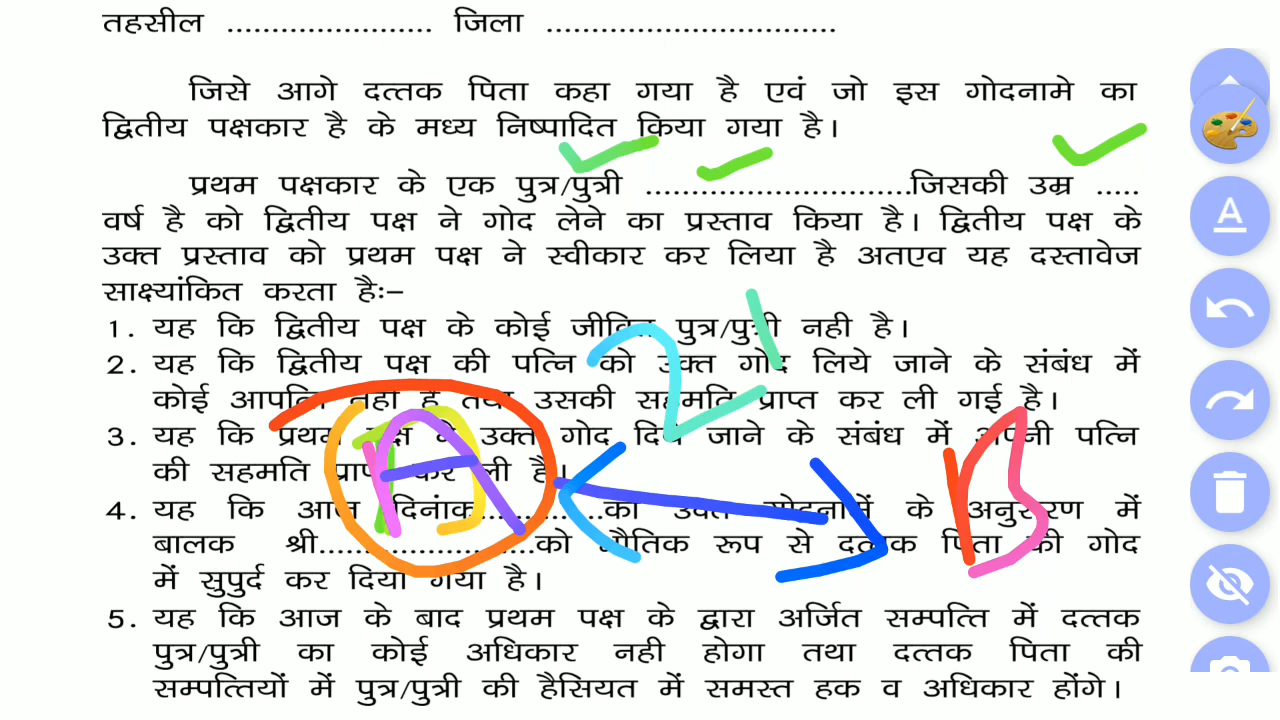 तहसील ...................... जिला ................................
जिसे आगे दत्तक पिता कहा गया है एवं जो इस गोदनामे का
द्वितीय पक्षकार है के मध्य निष्पादित किया गया है।
प्रथम पक्षकार के एक पुत्र/पुत्री .............................जिसकी उम्र .....
वर्ष है को द्वितीय पक्ष ने गोद लेने का प्रस्ताव किया है। द्वितीय पक्ष के
उक्त प्रस्ताव को प्रथम पक्ष ने स्वीकार कर लिया है अतएव यह दस्तावेज
साक्ष्यांकित करता हैः–
1. यह कि द्वितीय पक्ष के कोई जीवित पुत्र/पुत्री नही है।
2. यह कि द्वितीय पक्ष की पत्नि को उक्त गोद लिये जाने के संबंध में
कोई आपत्ति नही है तथा उसकी सहमति प्राप्त कर ली गई है।
3. यह कि प्रथम पक्ष ने उक्त गोद दिये जाने के संबंध में अपनी पत्नि
की सहमति प्राप्त कर ली है।
4. यह कि आज दिनांक..............को उक्त गोदनामें के अनुसरण में
बालक श्री........................को भौतिक रूप से दत्तक पिता की गोद
में सुपुर्द कर दिया गया है।
5. यह कि आज के बाद प्रथम पक्ष के द्वारा अर्जित सम्पत्ति में दत्तक
पुत्र/पुत्री का कोई अधिकार नही होगा तथा दत्तक पिता की
सम्पत्तियों में पुत्र/पुत्री की हैसियत में समस्त हक व अधिकार होंगे।
2
A
B
A